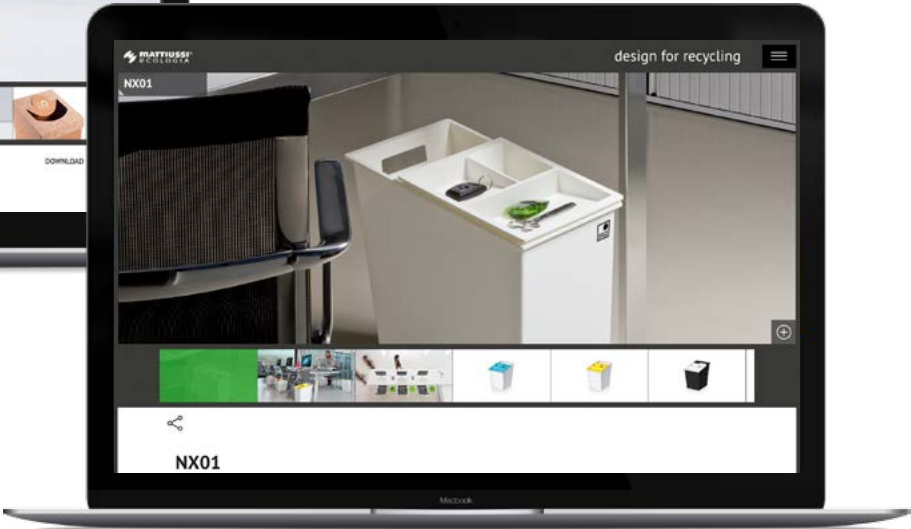 MATTIUSSI
ECOLOGIA
design for recycling
NX01
DOWNLOAD
NX01
Macbook